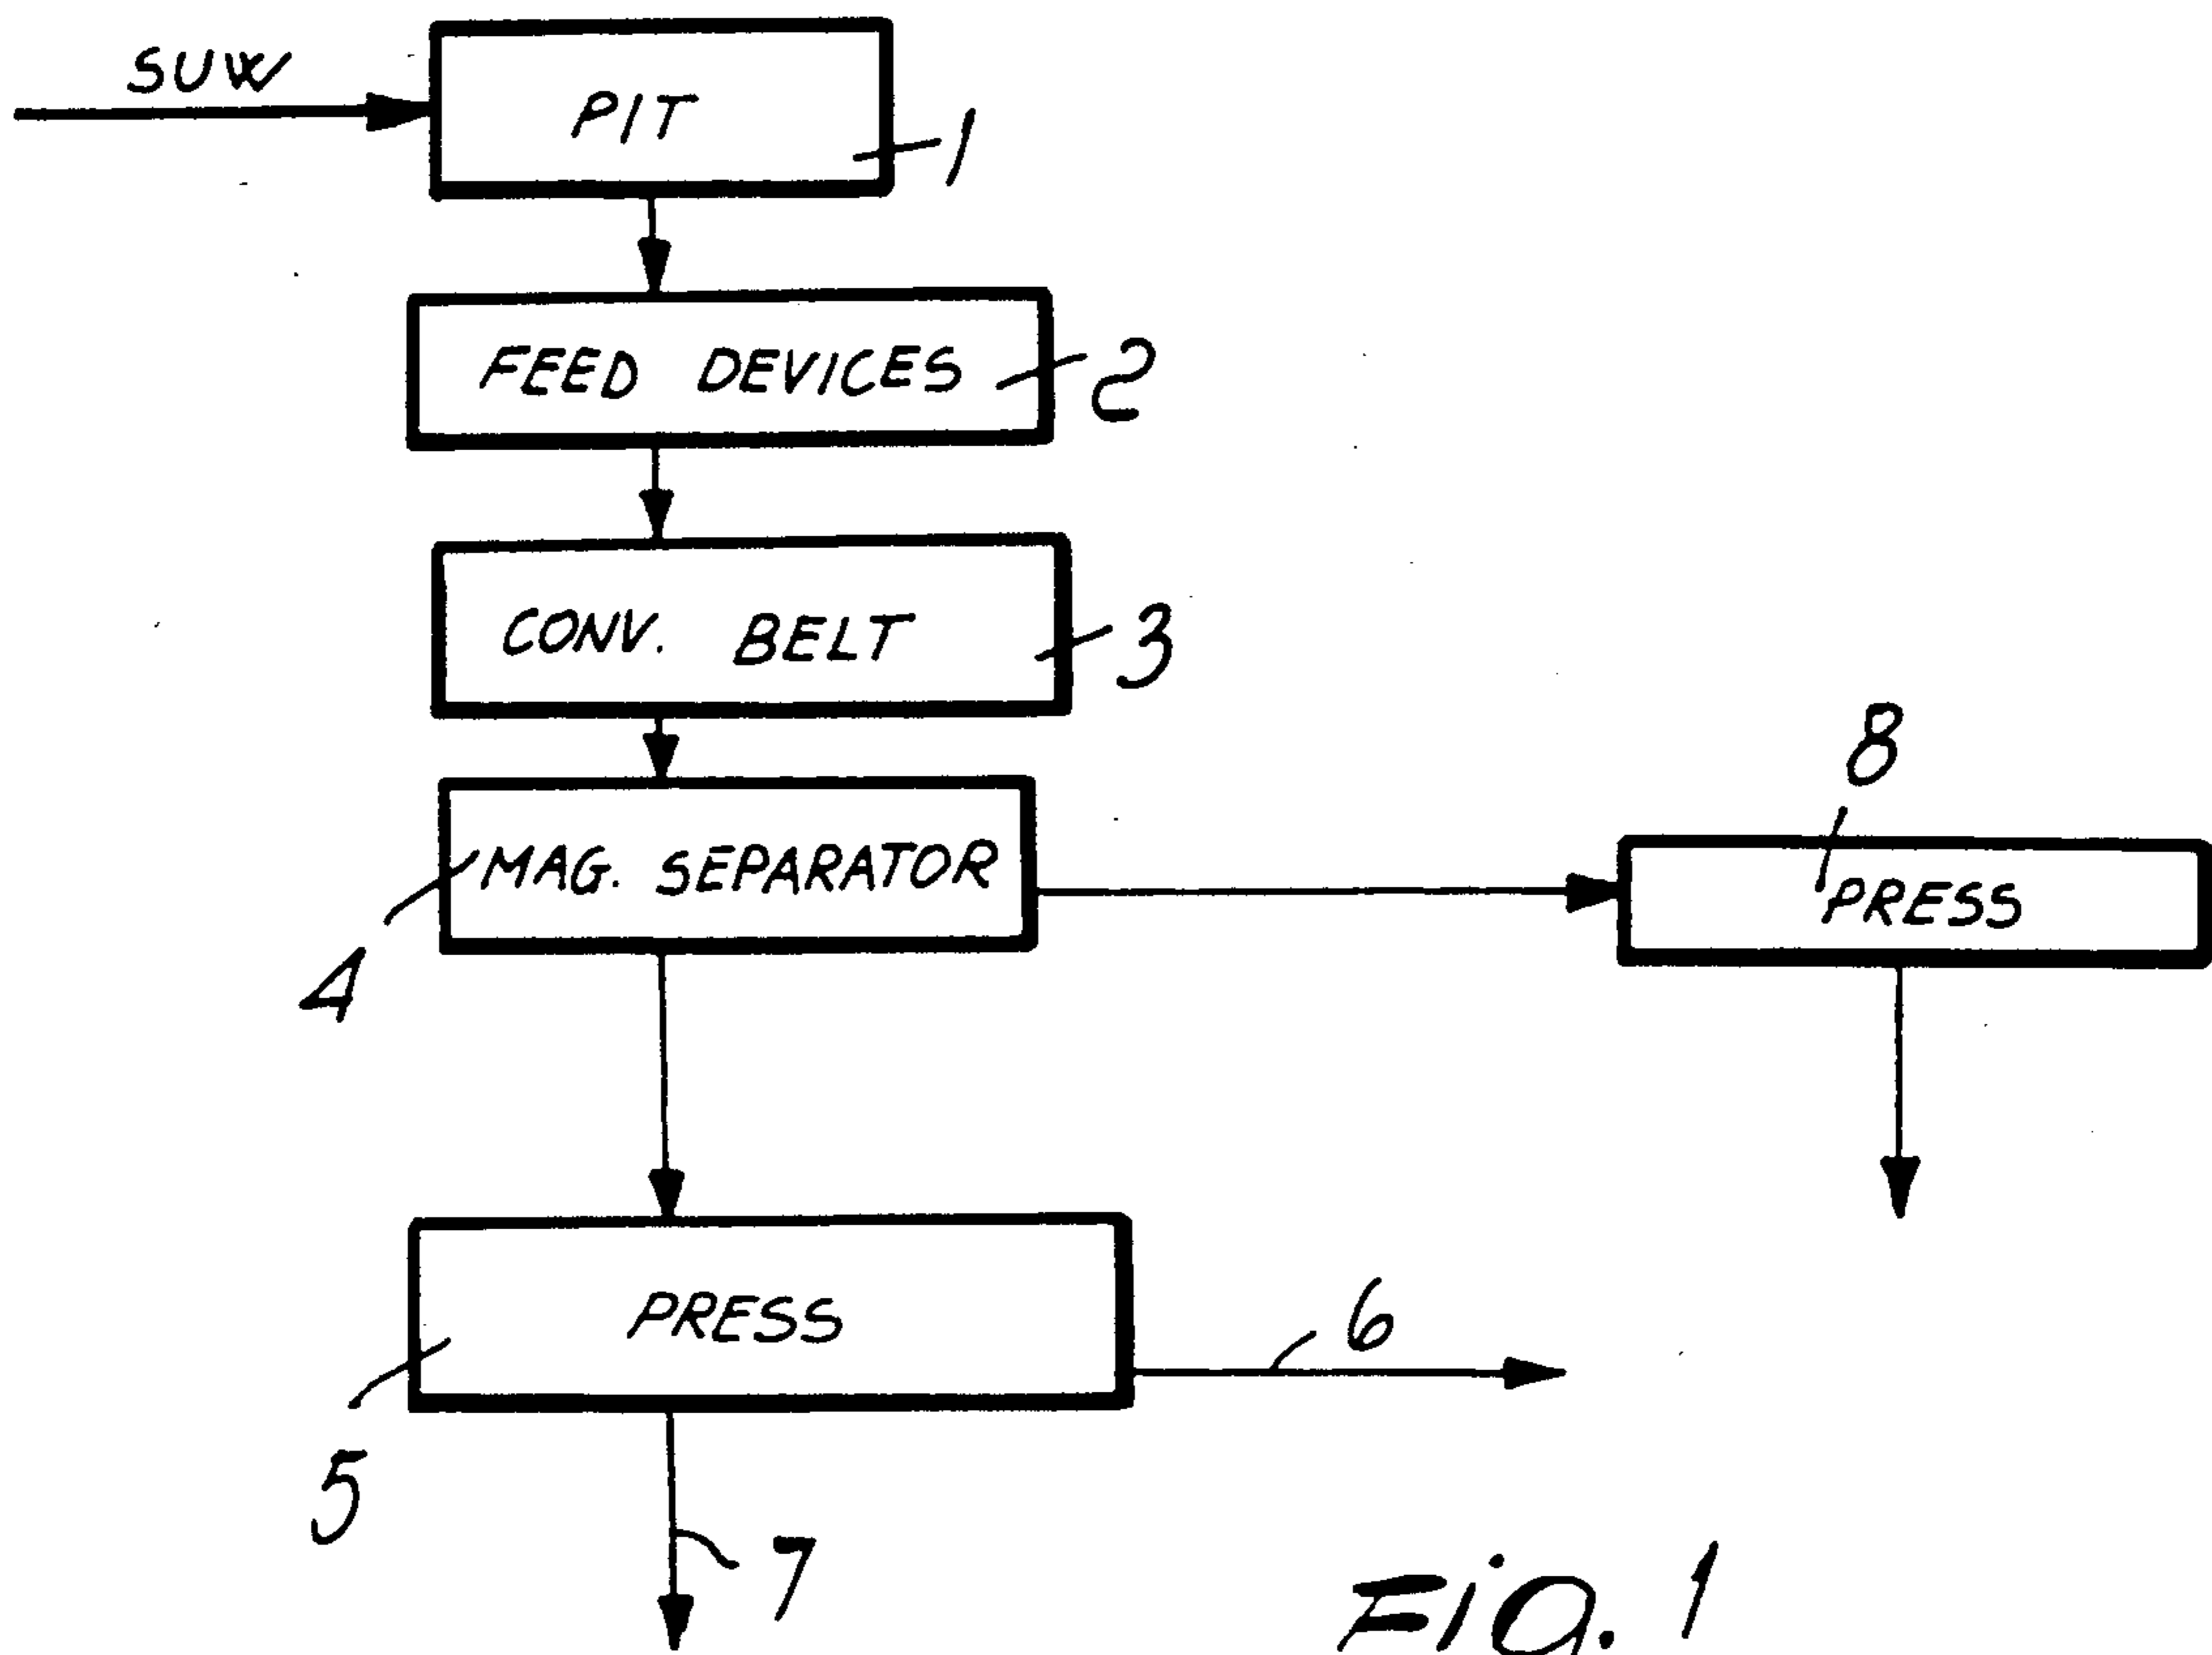 SUW
PIT
1
FEED DEVICES
2
CONV. BELT
3
8
MAG. SEPARATOR
PRESS
4
PRESS
6
5
7
FIG. 1